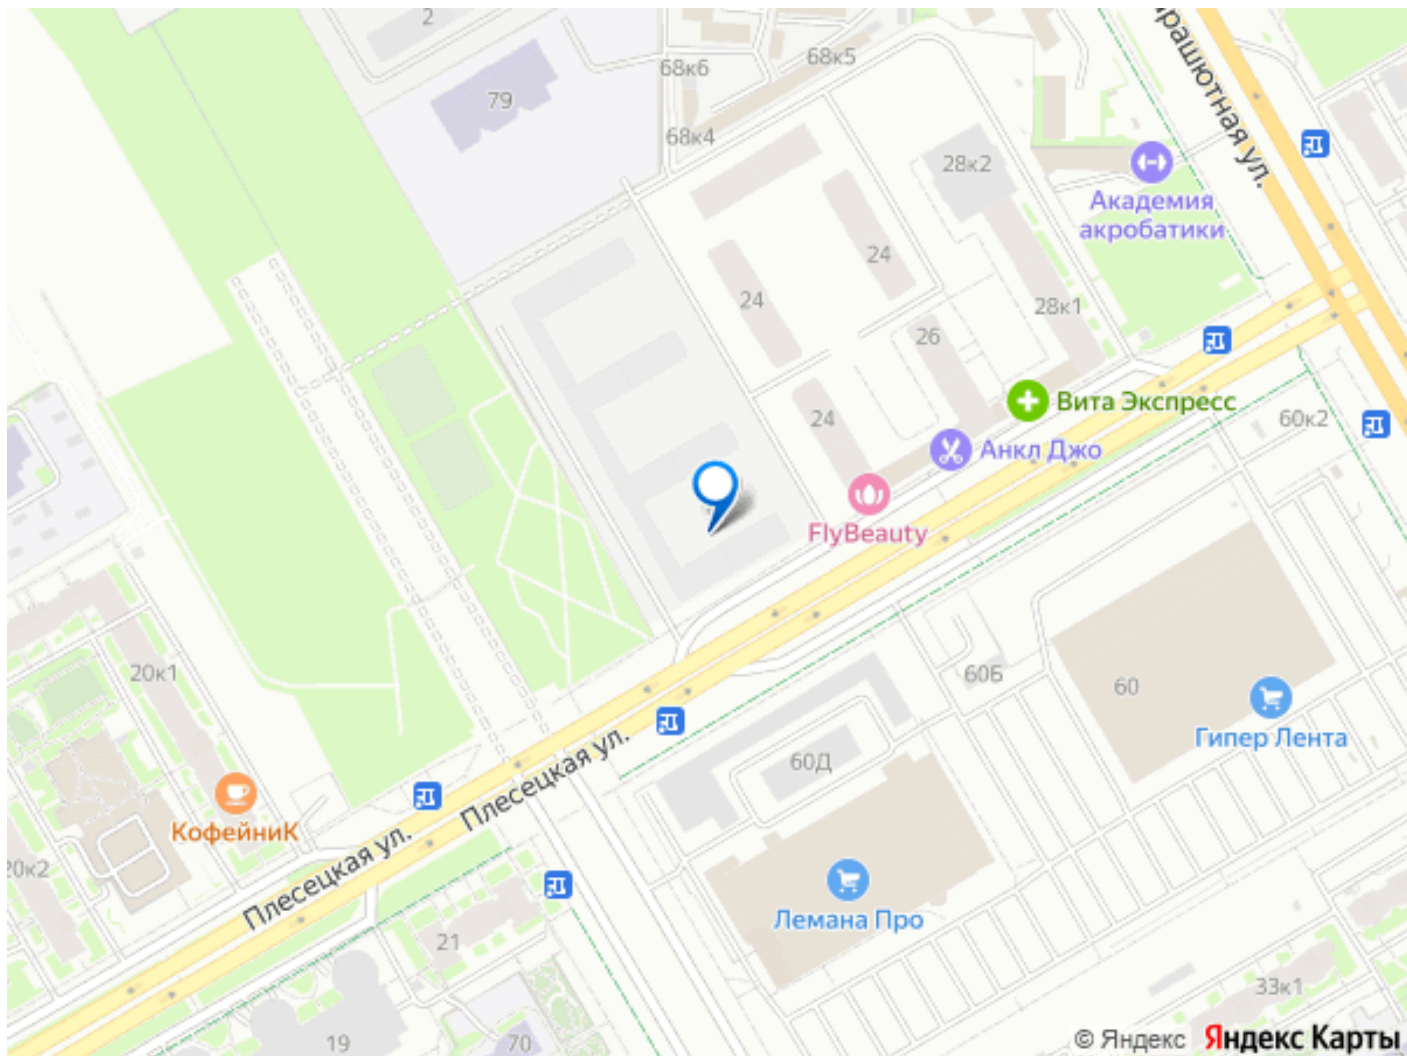 2
68к6
68к5
79
68к4
28к2
Парашютная ул.
Академия
акробатики
24
24
28к1
26
24
Вита Экспресс
60к2
Анкл Джо
FlyBeauty
20к1
60Б
60
Гипер Лента
Плесецкая ул.
60Д
КофейниК
Плесецкая ул.
20к2
Лемана Про
21
33к1
19
70
© Яндекс Яндекс Карты